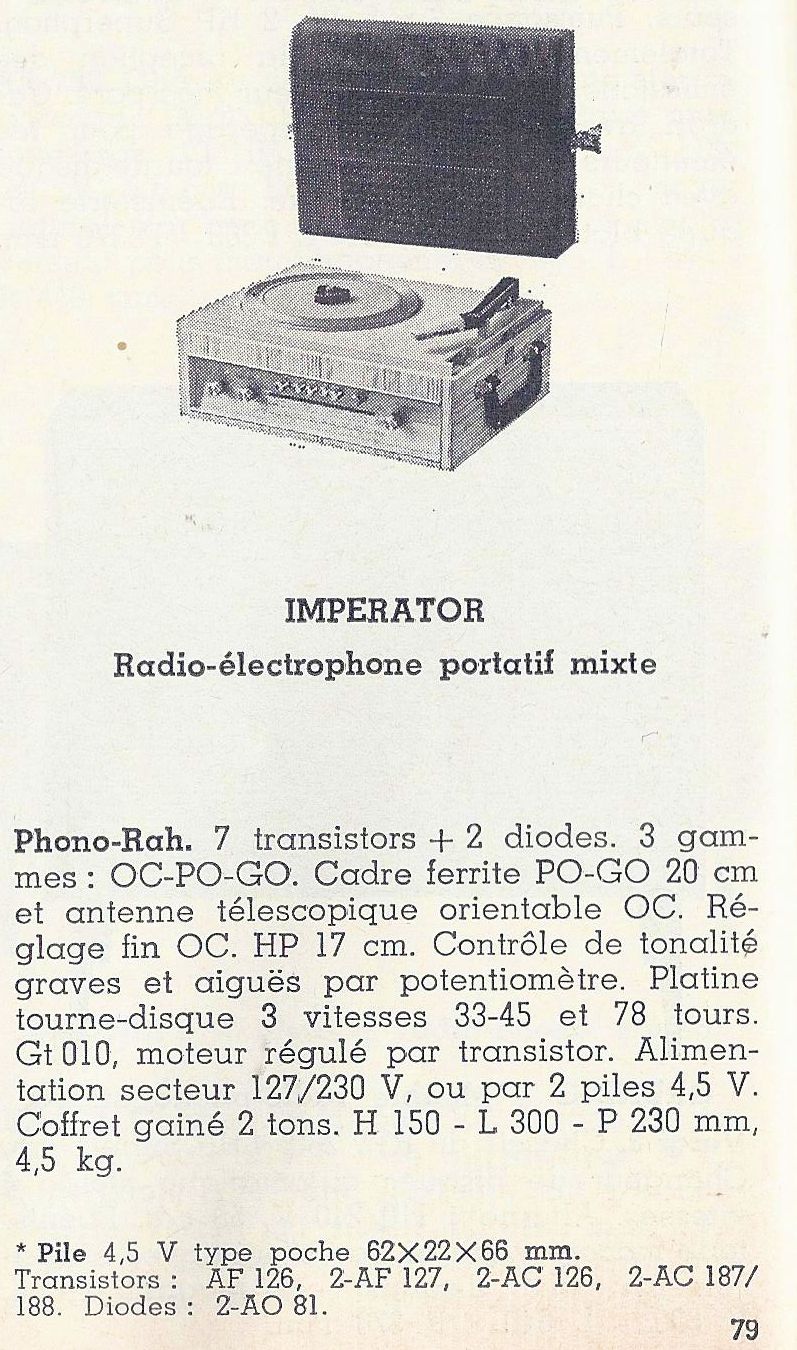 IMPERATOR
Radio-électrophone portatif mixte
Phono-Rah. 7 transistors + 2 diodes. 3 gam-
mes : OC-PO-GO. Cadre ferrite PO-GO 20 cm
et antenne télescopique orientable OC. Ré-
glage fin OC. HP 17 cm. Contrôle de tonalité
graves et aiguës par potentiomètre. Platine
tourne-disque 3 vitesses 33-45 et 78 tours.
Gt 010, moteur régulé par transistor. Alimen-
tation secteur 127/230 V, ou par 2 piles 4,5 V.
Coffret gainé 2 tons. H 150 - L 300 - P 230 mm,
4,5 kg.
* Pile 4,5 V type poche 62×22×66 mm.
Transistors : AF 126, 2-AF 127, 2-AC 126, 2-AC 187/
188. Diodes : 2-AO 81.
79